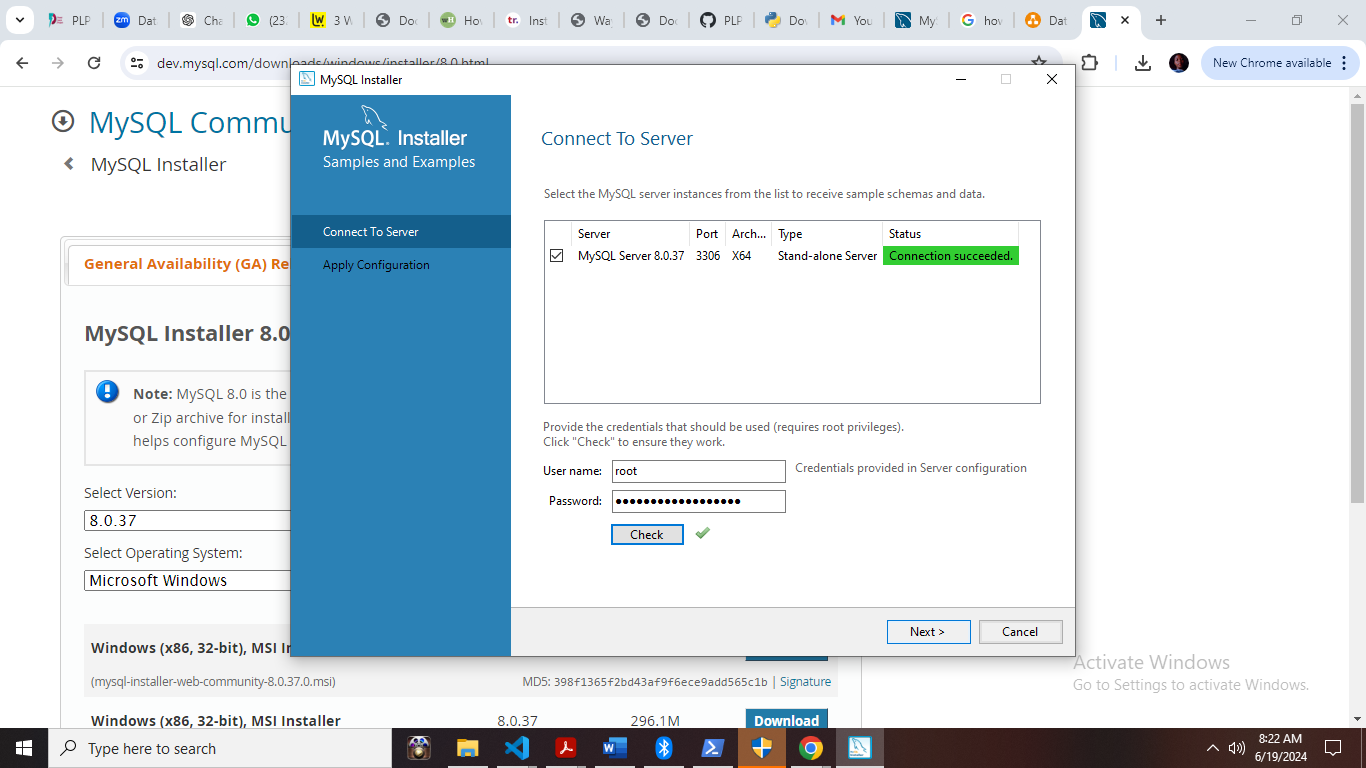 PLP
Dat
Cha
(23
3 W
Doc
How
Inst
Way
Doc
PLP
Dov
You
My
how
Dat
dev.mysql.com/downloads/windows/installer/8.0.html
New Chrome available
MySQL Commu
MySQL Installer
General Availability (GA) Re
MySQL Installer 8.0
Note: MySQL 8.0 is the
or Zip archive for install
helps configure MySQL
Select Version:
8.0.37
Select Operating System:
Microsoft Windows
Windows (x86, 32-bit), MSI In
(mysql-installer-web-community-8.0.37.0.msi)
MD5: 398f1365f2bd43af9f6ece9add565c1b | Signature
Windows (x86, 32-bit), MSI Installer 8.0.37 296.1M Download
MySQL Installer
MySQL. Installer
Samples and Examples
Connect To Server
Apply Configuration
Connect To Server
Select the MySQL server instances from the list to receive sample schemas and data.
Server Port Arch... Type Status
MySQL Server 8.0.37 3306 X64 Stand-alone Server Connection succeeded.
Provide the credentials that should be used (requires root privileges).
Click "Check" to ensure they work.
User name: root Credentials provided in Server configuration
Password: ●●●●●●●●●●●●●●●●●●
Check
Next > Cancel
Activate Windows
Go to Settings to activate Windows.
Type here to search
8:22 AM
6/19/2024